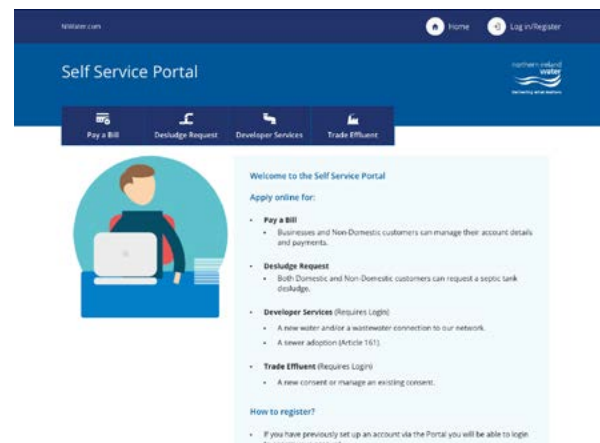 NIWater.com
Home
Log in/Register
Self Service Portal
northern ireland
water
Delivering what matters
Pay a Bill
Desludge Request
Developer Services
Trade Effluent
Welcome to the Self Service Portal
Apply online for:
Pay a Bill
Businesses and Non-Domestic customers can manage their account details
and payments.
Desludge Request
Both Domestic and Non-Domestic customers can request a septic tank
desludge.
Developer Services (Requires Login)
A new water and/or a wastewater connection to our network.
A sewer adoption (Article 161).
Trade Effluent (Requires Login)
A new consent or manage an existing consent.
How to register?
If you have previously set up an account via the Portal you will be able to login